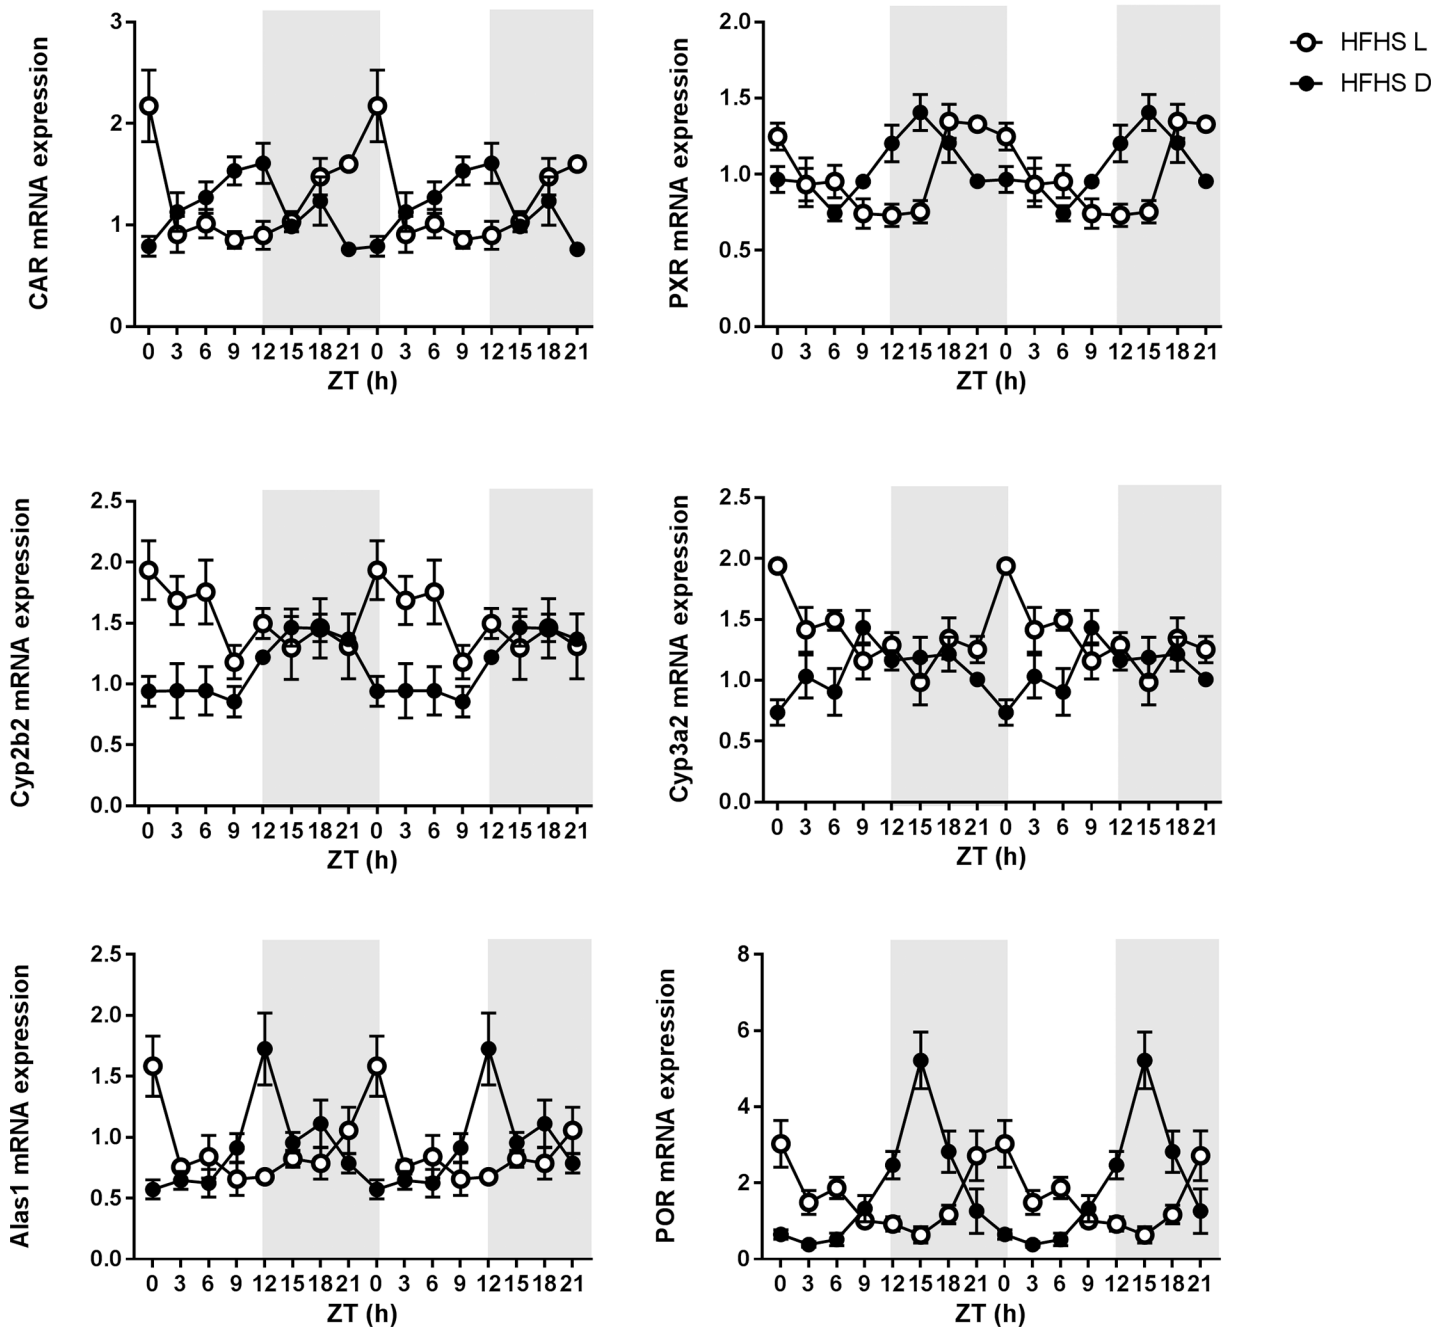 HFHS L
HFHS D
CAR mRNA expression
3
2
1
0
0 3 6 9 12 15 18 21 0 3 6 9 12 15 18 21
ZT (h)
PXR mRNA expression
2.0
1.5
1.0
0.5
0.0
0 3 6 9 12 15 18 21 0 3 6 9 12 15 18 21
ZT (h)
Cyp2b2 mRNA expression
2.5
2.0
1.5
1.0
0.5
0.0
0 3 6 9 12 15 18 21 0 3 6 9 12 15 18 21
ZT (h)
Cyp3a2 mRNA expression
2.5
2.0
1.5
1.0
0.5
0.0
0 3 6 9 12 15 18 21 0 3 6 9 12 15 18 21
ZT (h)
Alas1 mRNA expression
2.5
2.0
1.5
1.0
0.5
0.0
0 3 6 9 12 15 18 21 0 3 6 9 12 15 18 21
ZT (h)
POR mRNA expression
8
6
4
2
0
0 3 6 9 12 15 18 21 0 3 6 9 12 15 18 21
ZT (h)